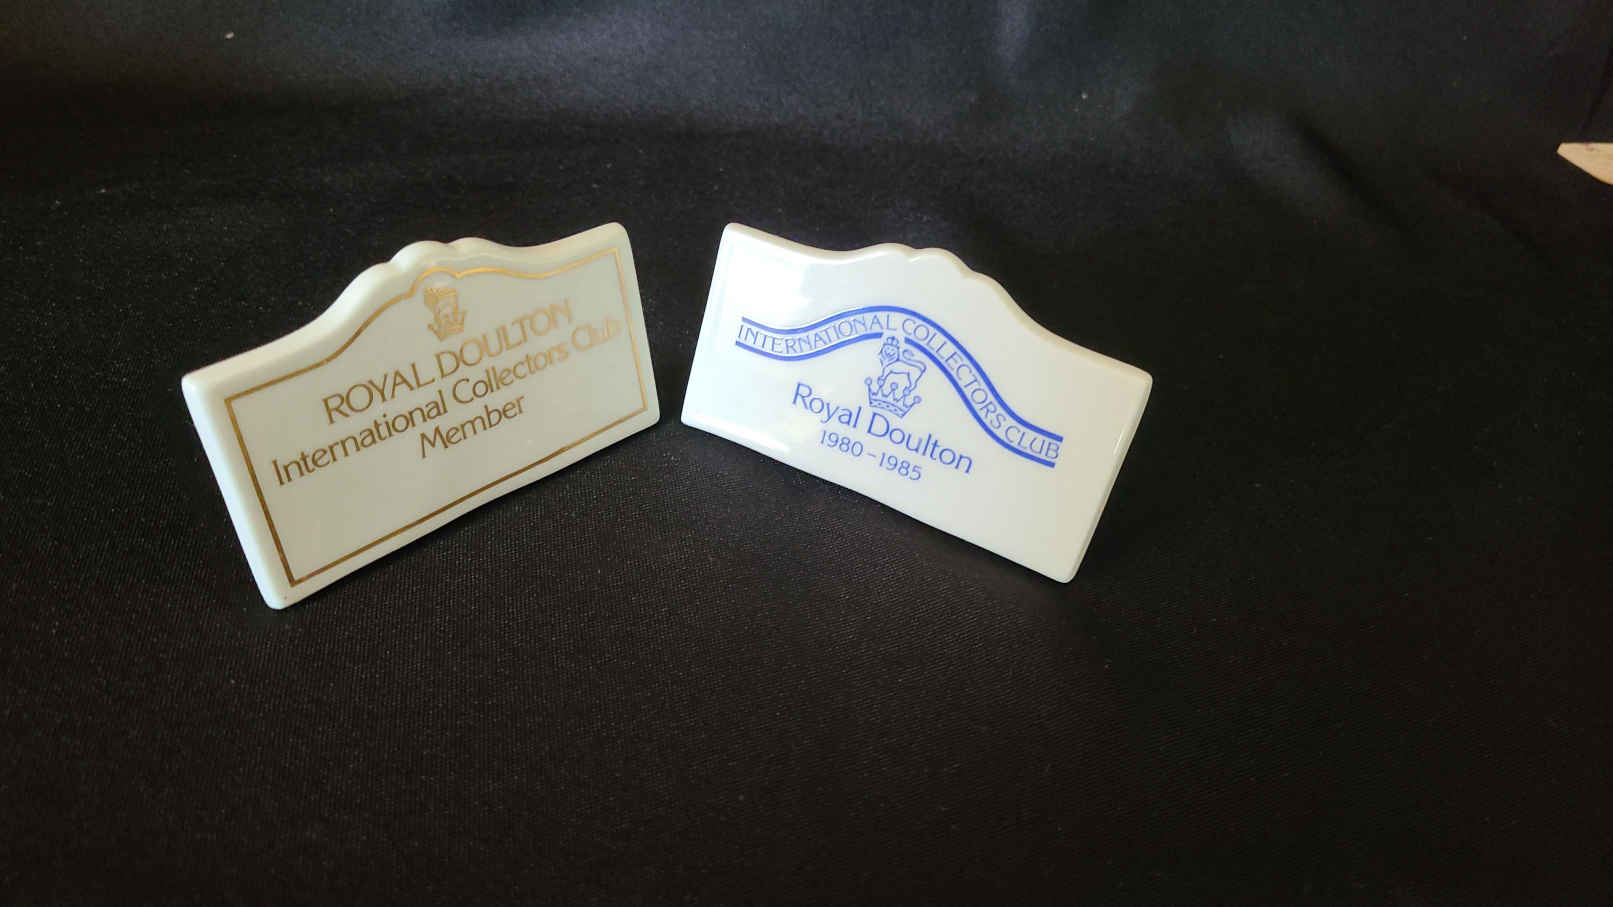 ROYAL DOULTON
International Collectors Club
Member
INTERNATIONAL COLLECTORS CLUB
Royal Doulton
1980-1985